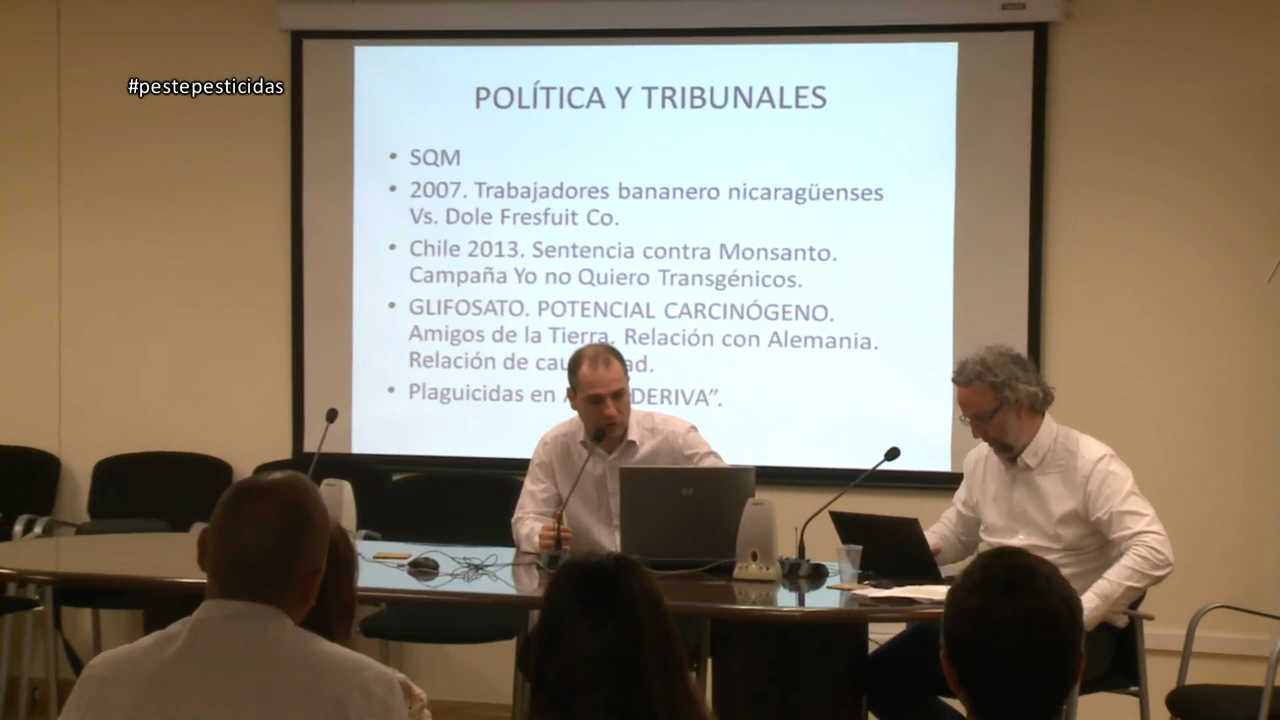 #pestepesticidas
POLÍTICA Y TRIBUNALES
• SQM
• 2007. Trabajadores bananero nicaragüenses
Vs. Dole Fresfuit Co.
• Chile 2013. Sentencia contra Monsanto.
Campaña Yo no Quiero Transgénicos.
• GLIFOSATO. POTENCIAL CARCINÓGENO.
Amigos de la Tierra. Relación con Alemania.
Relación de
• Plaguicidas en DERIVA”.
hp